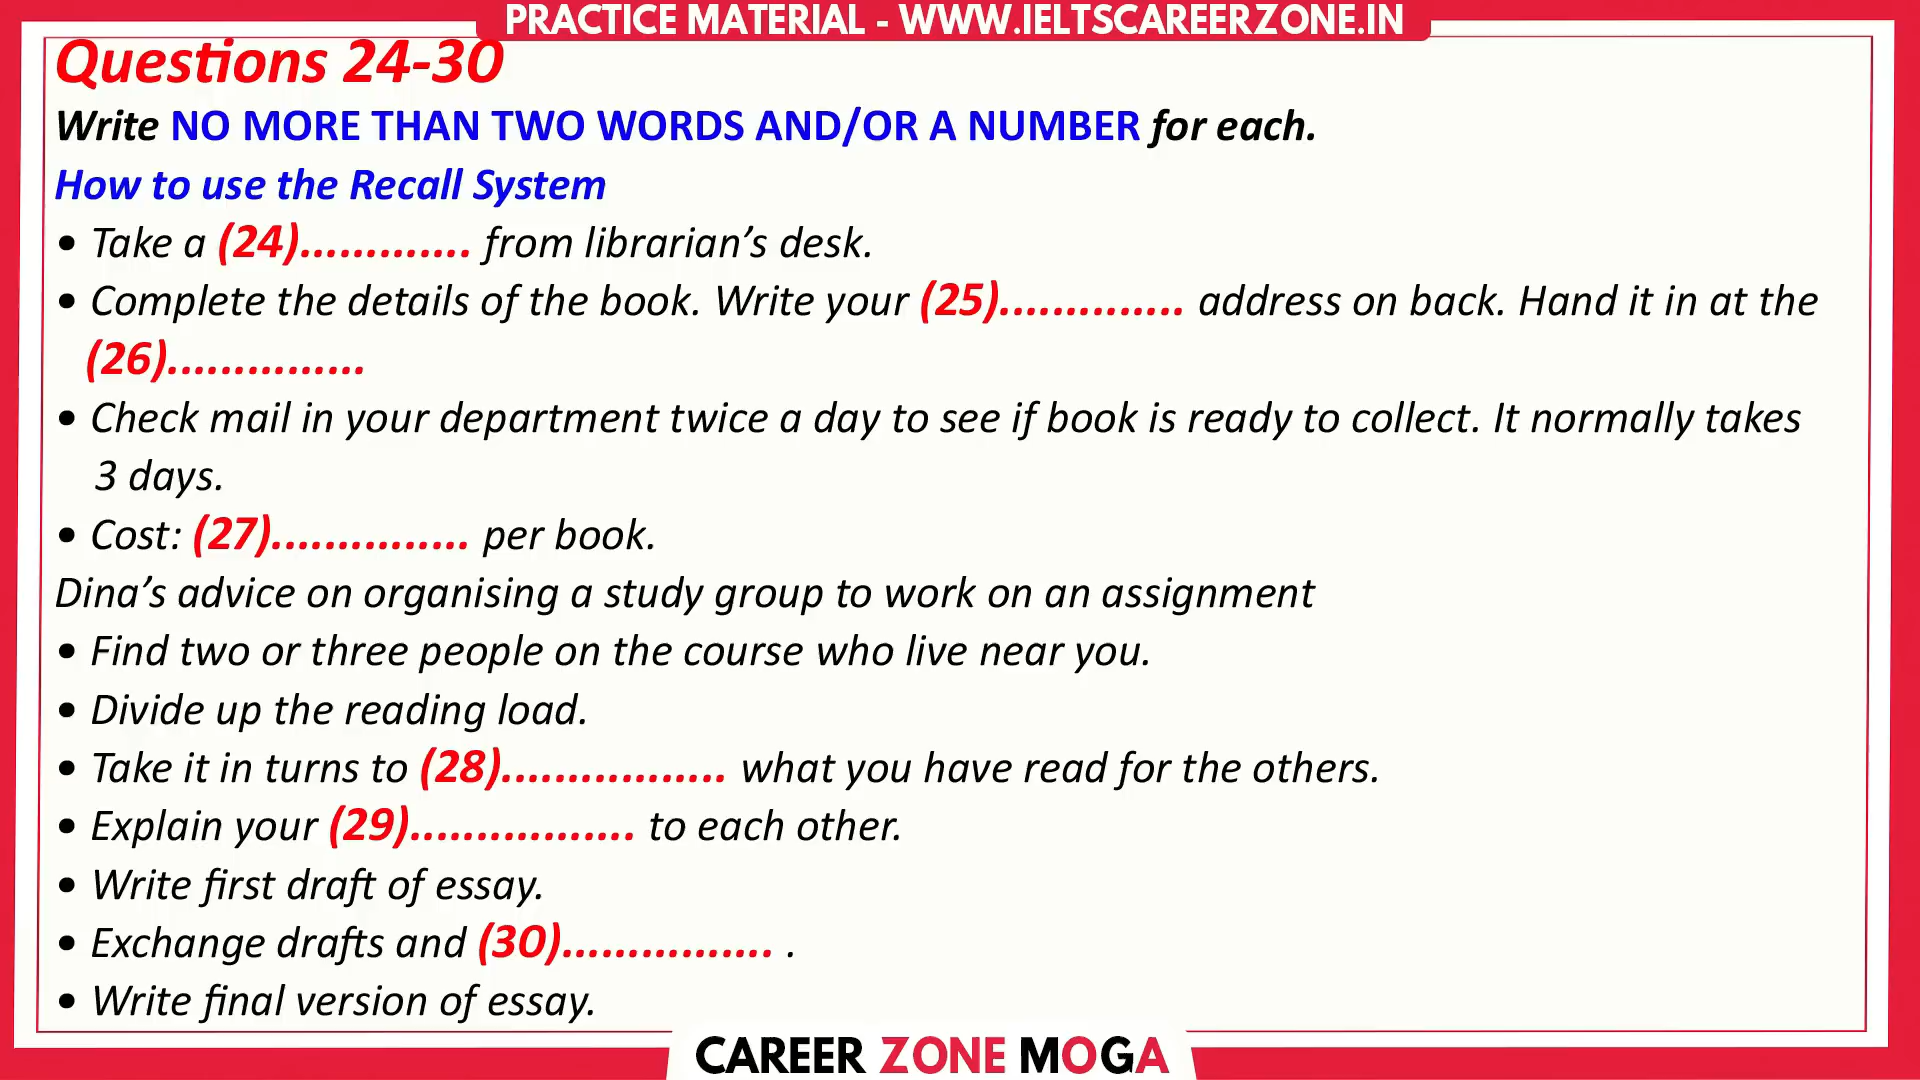 PRACTICE MATERIAL - WWW.IELTSCAREERZONE.IN
Questions 24-30
Write NO MORE THAN TWO WORDS AND/OR A NUMBER for each.
How to use the Recall System
• Take a (24)............. from librarian’s desk.
• Complete the details of the book. Write your (25).............. address on back. Hand it in at the
(26)...............
• Check mail in your department twice a day to see if book is ready to collect. It normally takes
3 days.
• Cost: (27)............... per book.
Dina’s advice on organising a study group to work on an assignment
• Find two or three people on the course who live near you.
• Divide up the reading load.
• Take it in turns to (28)................. what you have read for the others.
• Explain your (29)................. to each other.
• Write first draft of essay.
• Exchange drafts and (30)................ .
• Write final version of essay.
CAREER ZONE MOGA